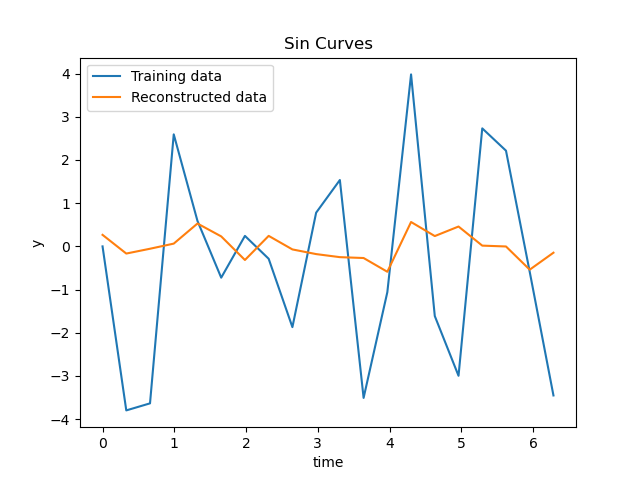 Sin Curves
Training data
Reconstructed data
4
3
2
1
0
−1
−2
−3
−4
y
0 1 2 3 4 5 6
time